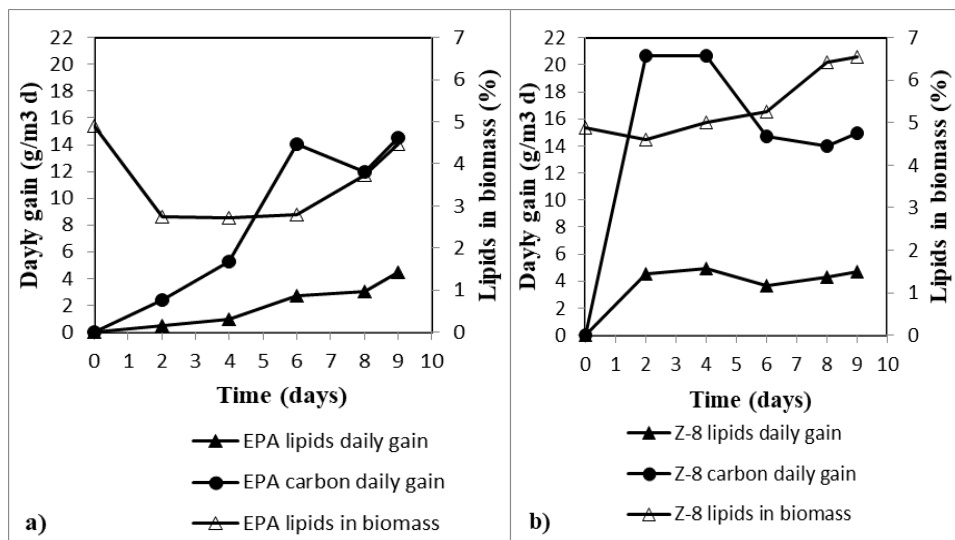 Dayly gain (g/m3 d)
22
20
18
16
14
12
10
8
6
4
2
0
7
6
5
4
3
2
1
0
Lipids in biomass (%)
0 1 2 3 4 5 6 7 8 9 10
Time (days)
EPA lipids daily gain
EPA carbon daily gain
EPA lipids in biomass
a)
Dayly gain (g/m3 d)
22
20
18
16
14
12
10
8
6
4
2
0
7
6
5
4
3
2
1
0
Lipids in biomass (%)
0 1 2 3 4 5 6 7 8 9 10
Time (days)
Z-8 lipids daily gain
Z-8 carbon daily gain
Z-8 lipids in biomass
b)